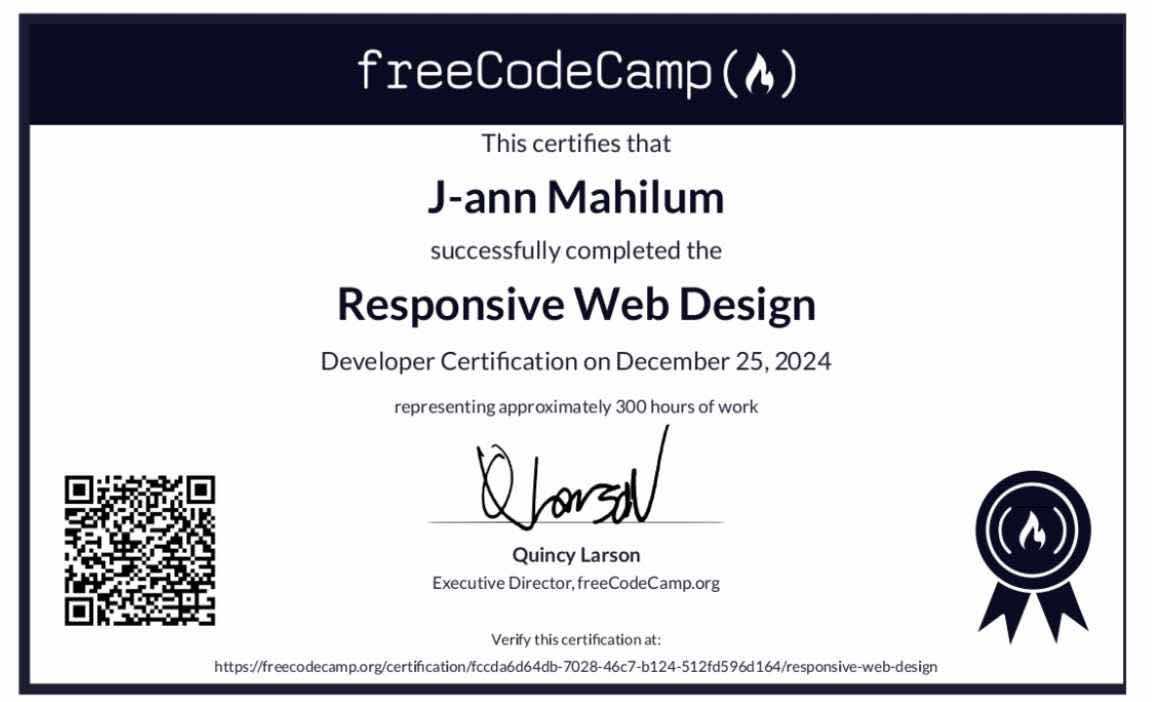 freeCodeCamp
This certifies that
J-ann Mahilum
successfully completed the
Responsive Web Design
Developer Certification on December 25, 2024
representing approximately 300 hours of work
Q Larson
Quincy Larson
Executive Director, freeCodeCamp.org
Verify this certification at:
https://freecodecamp.org/certification/fccda6d64db-7028-46c7-b124-512fd596d164/responsive-web-design